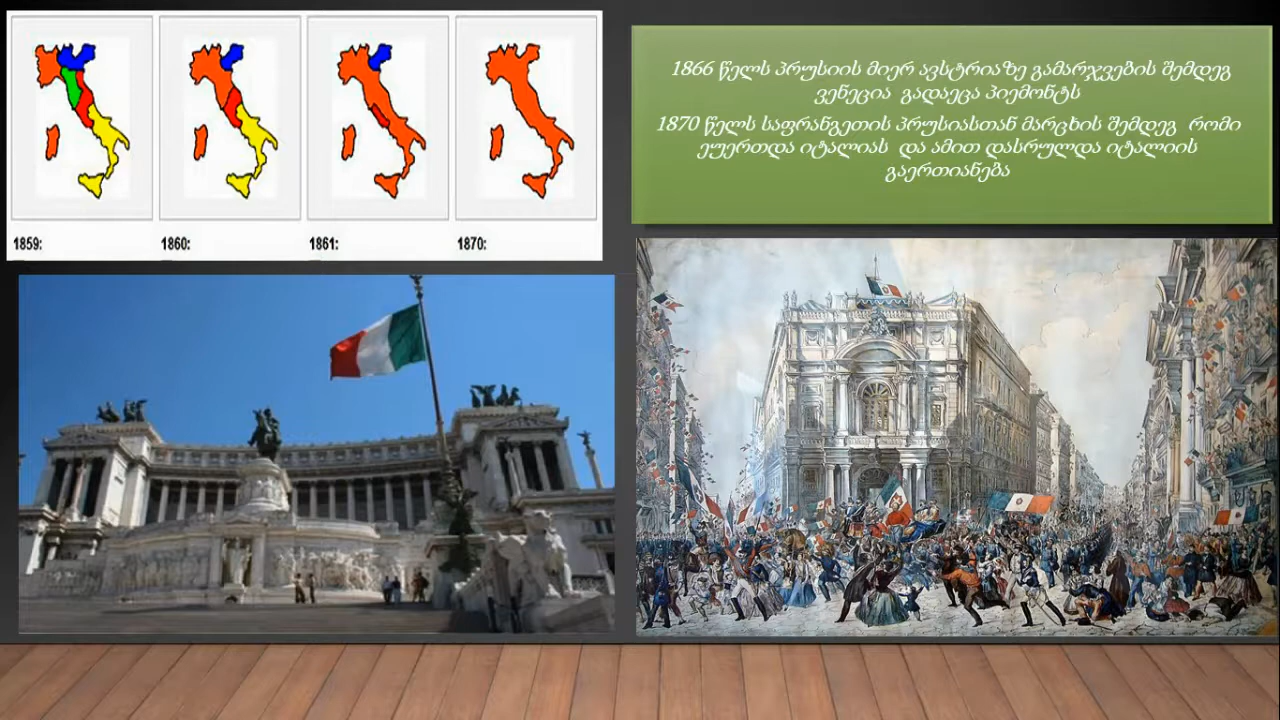 1859:
1860:
1861:
1870:
1866 წელს პრუსიის მიერ ავსტრიაზე გამარჯვების შემდეგ
ვენეცია გადაეცა პიემონტს
1870 წელს საფრანგეთის პრუსიასთან მარცხის შემდეგ რომი
ეუერთდა იტალიას და ამით დასრულდა იტალიის
გაერთიანება